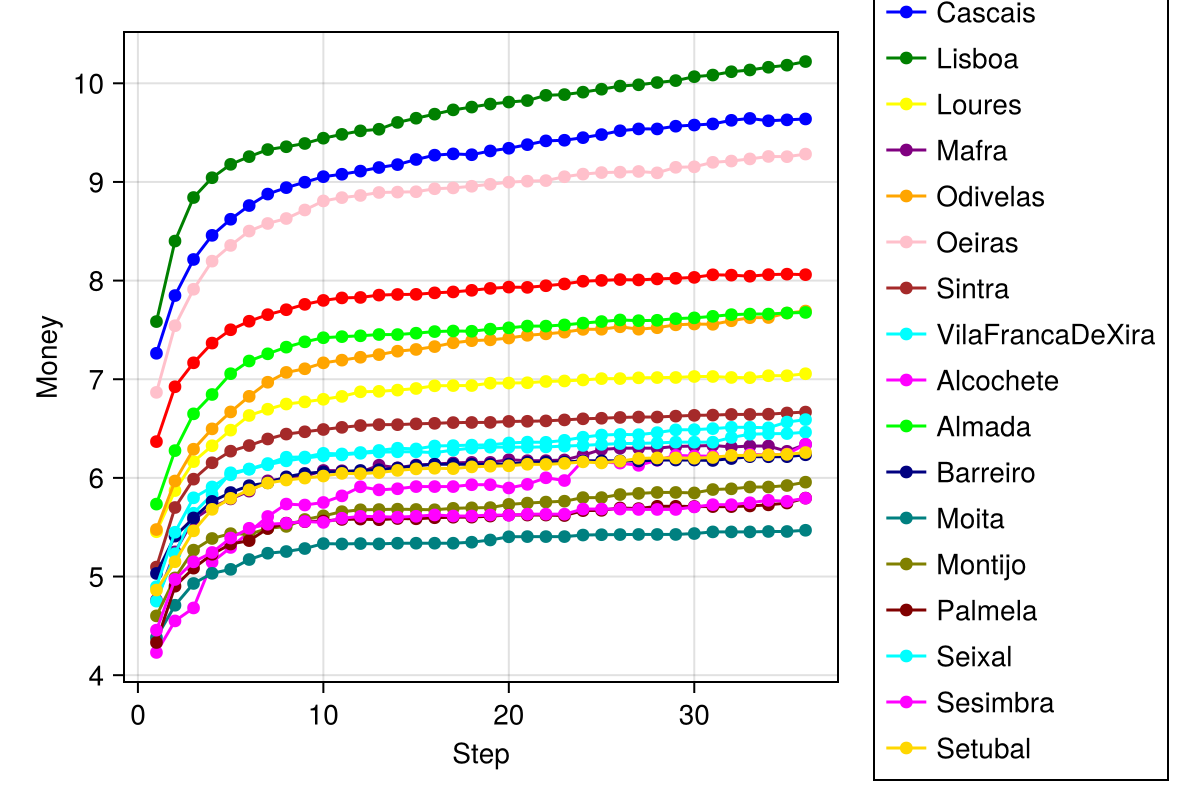 Money
10
9
8
7
6
5
4
0 10 20 30
Step
Cascais
Lisboa
Loures
Mafra
Odivelas
Oeiras
Sintra
VilaFrancaDeXira
Alcochete
Almada
Barreiro
Moita
Montijo
Palmela
Seixal
Sesimbra
Setubal